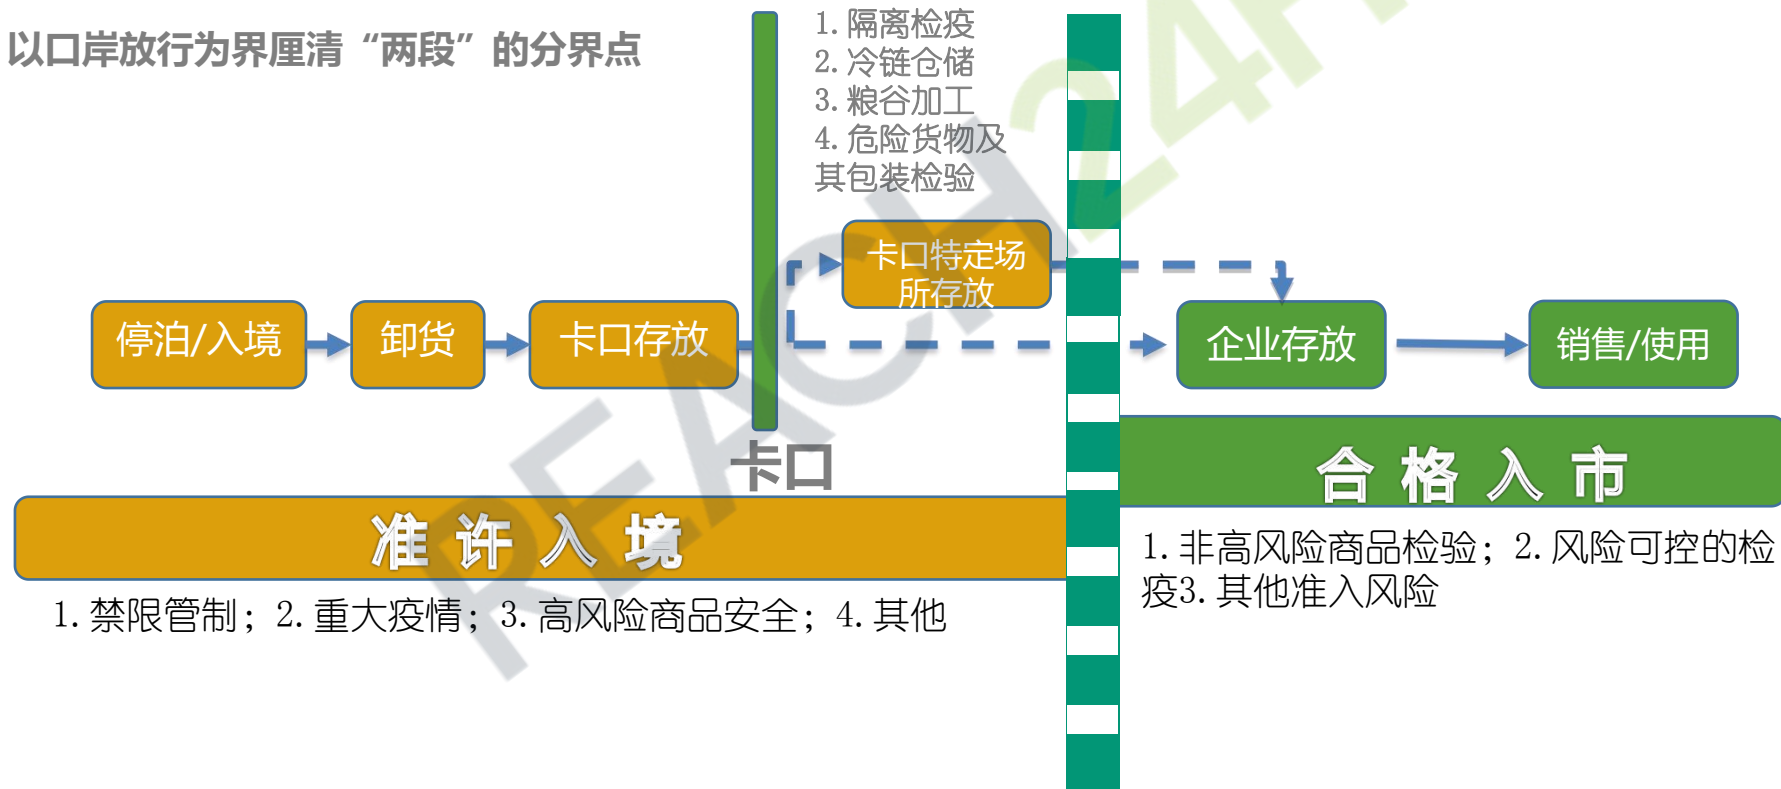 以口岸放行为界厘清“两段”的分界点
1.隔离检疫
2.冷链仓储
3.粮谷加工
4.危险货物及
其包装检验
卡口特定场
所存放
停泊/入境
卸货
卡口存放
企业存放
销售/使用
卡口
合格入市
准许入境
1.非高风险商品检验；2.风险可控的检
疫3.其他准入风险
1.禁限管制；2.重大疫情；3.高风险商品安全；4.其他
REACH24H